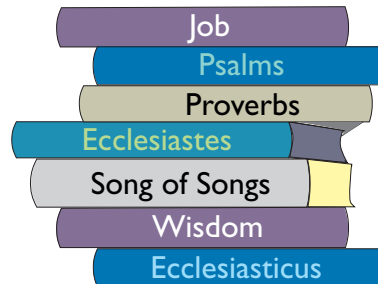 Job
Psalms
Proverbs
Ecclesiastes
Song of Songs
Wisdom
Ecclesiasticus